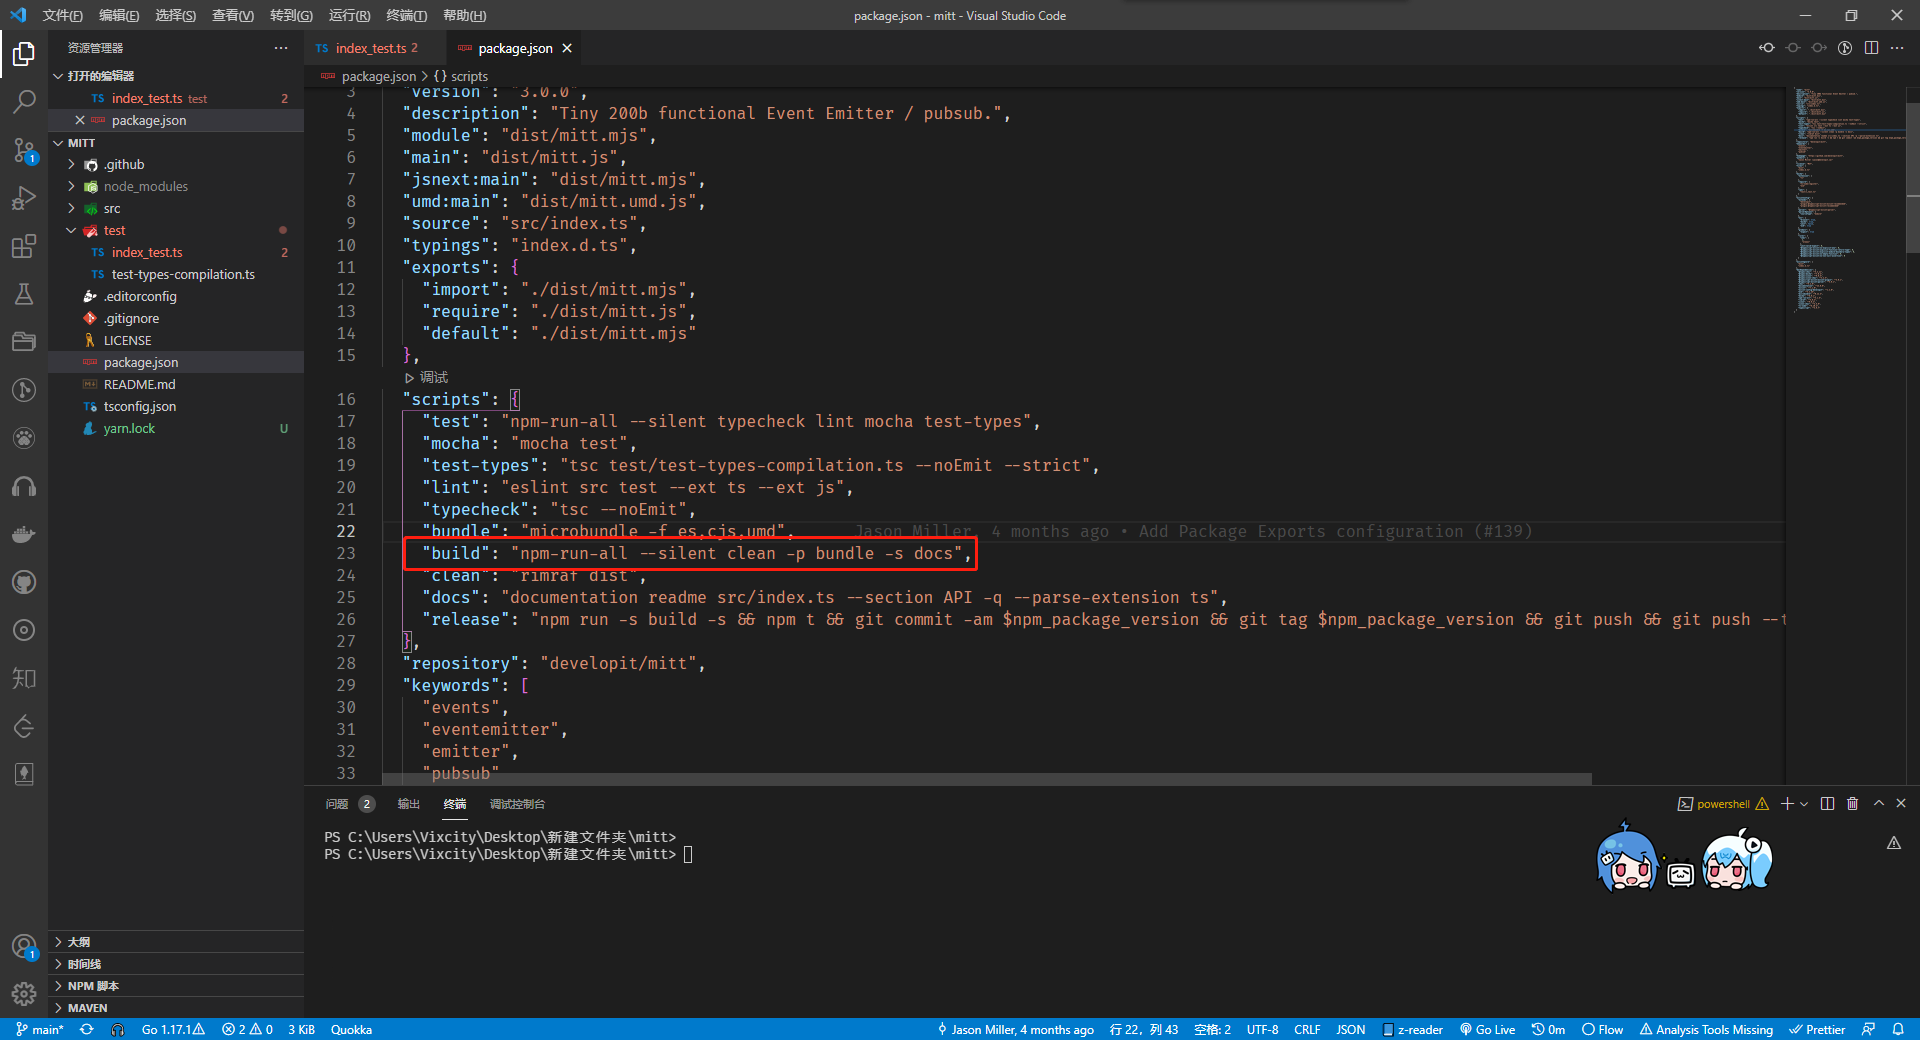 文件(F) 编辑(E) 选择(S) 查看(V) 转到(G) 运行(R) 终端(T) 帮助(H)
package.json - mitt - Visual Studio Code
资源管理器
TS index_test.ts 2
package.json
打开的编辑器
package.json > {} scripts
TS index_test.ts test 2
package.json
MITT
.github
node_modules
src
test
TS index_test.ts 2
TS test-types-compilation.ts
.editorconfig
.gitignore
LICENSE
package.json
README.md
tsconfig.json
yarn.lock U
大纲
时间线
NPM 脚本
MAVEN
3 "version": "3.0.0",
4 "description": "Tiny 200b functional Event Emitter / pubsub.",
5 "module": "dist/mitt.mjs",
6 "main": "dist/mitt.js",
7 "jsnext:main": "dist/mitt.mjs",
8 "umd:main": "dist/mitt.umd.js",
9 "source": "src/index.ts",
10 "typings": "index.d.ts",
11 "exports": {
12 "import": "./dist/mitt.mjs",
13 "require": "./dist/mitt.js",
14 "default": "./dist/mitt.mjs"
15 },
调试
16 "scripts": {
17 "test": "npm-run-all --silent typecheck lint mocha test-types",
18 "mocha": "mocha test",
19 "test-types": "tsc test/test-types-compilation.ts --noEmit --strict",
20 "lint": "eslint src test --ext ts --ext js",
21 "typecheck": "tsc --noEmit",
22 "bundle": "microbundle -f es,cjs,umd", Jason Miller, 4 months ago • Add Package Exports configuration (#139)
23 "build": "npm-run-all --silent clean -p bundle -s docs",
24 "clean": "rimraf dist",
25 "docs": "documentation readme src/index.ts --section API -q --parse-extension ts",
26 "release": "npm run -s build -s && npm t && git commit -am $npm_package_version && git tag $npm_package_version && git push && git push --t
27 },
28 "repository": "developit/mitt",
29 "keywords": [
30 "events",
31 "eventemitter",
32 "emitter",
33 "pubsub"
问题 2 输出 终端 调试控制台
powershell
PS C:\Users\Vixcity\Desktop\新建文件夹\mitt>
PS C:\Users\Vixcity\Desktop\新建文件夹\mitt>
1
1
main* Go 1.17.1 2 0 3 KiB Quokka
Jason Miller, 4 months ago 行 22，列 43 空格: 2 UTF-8 CRLF JSON z-reader Go Live 0m Flow Analysis Tools Missing Prettier
知